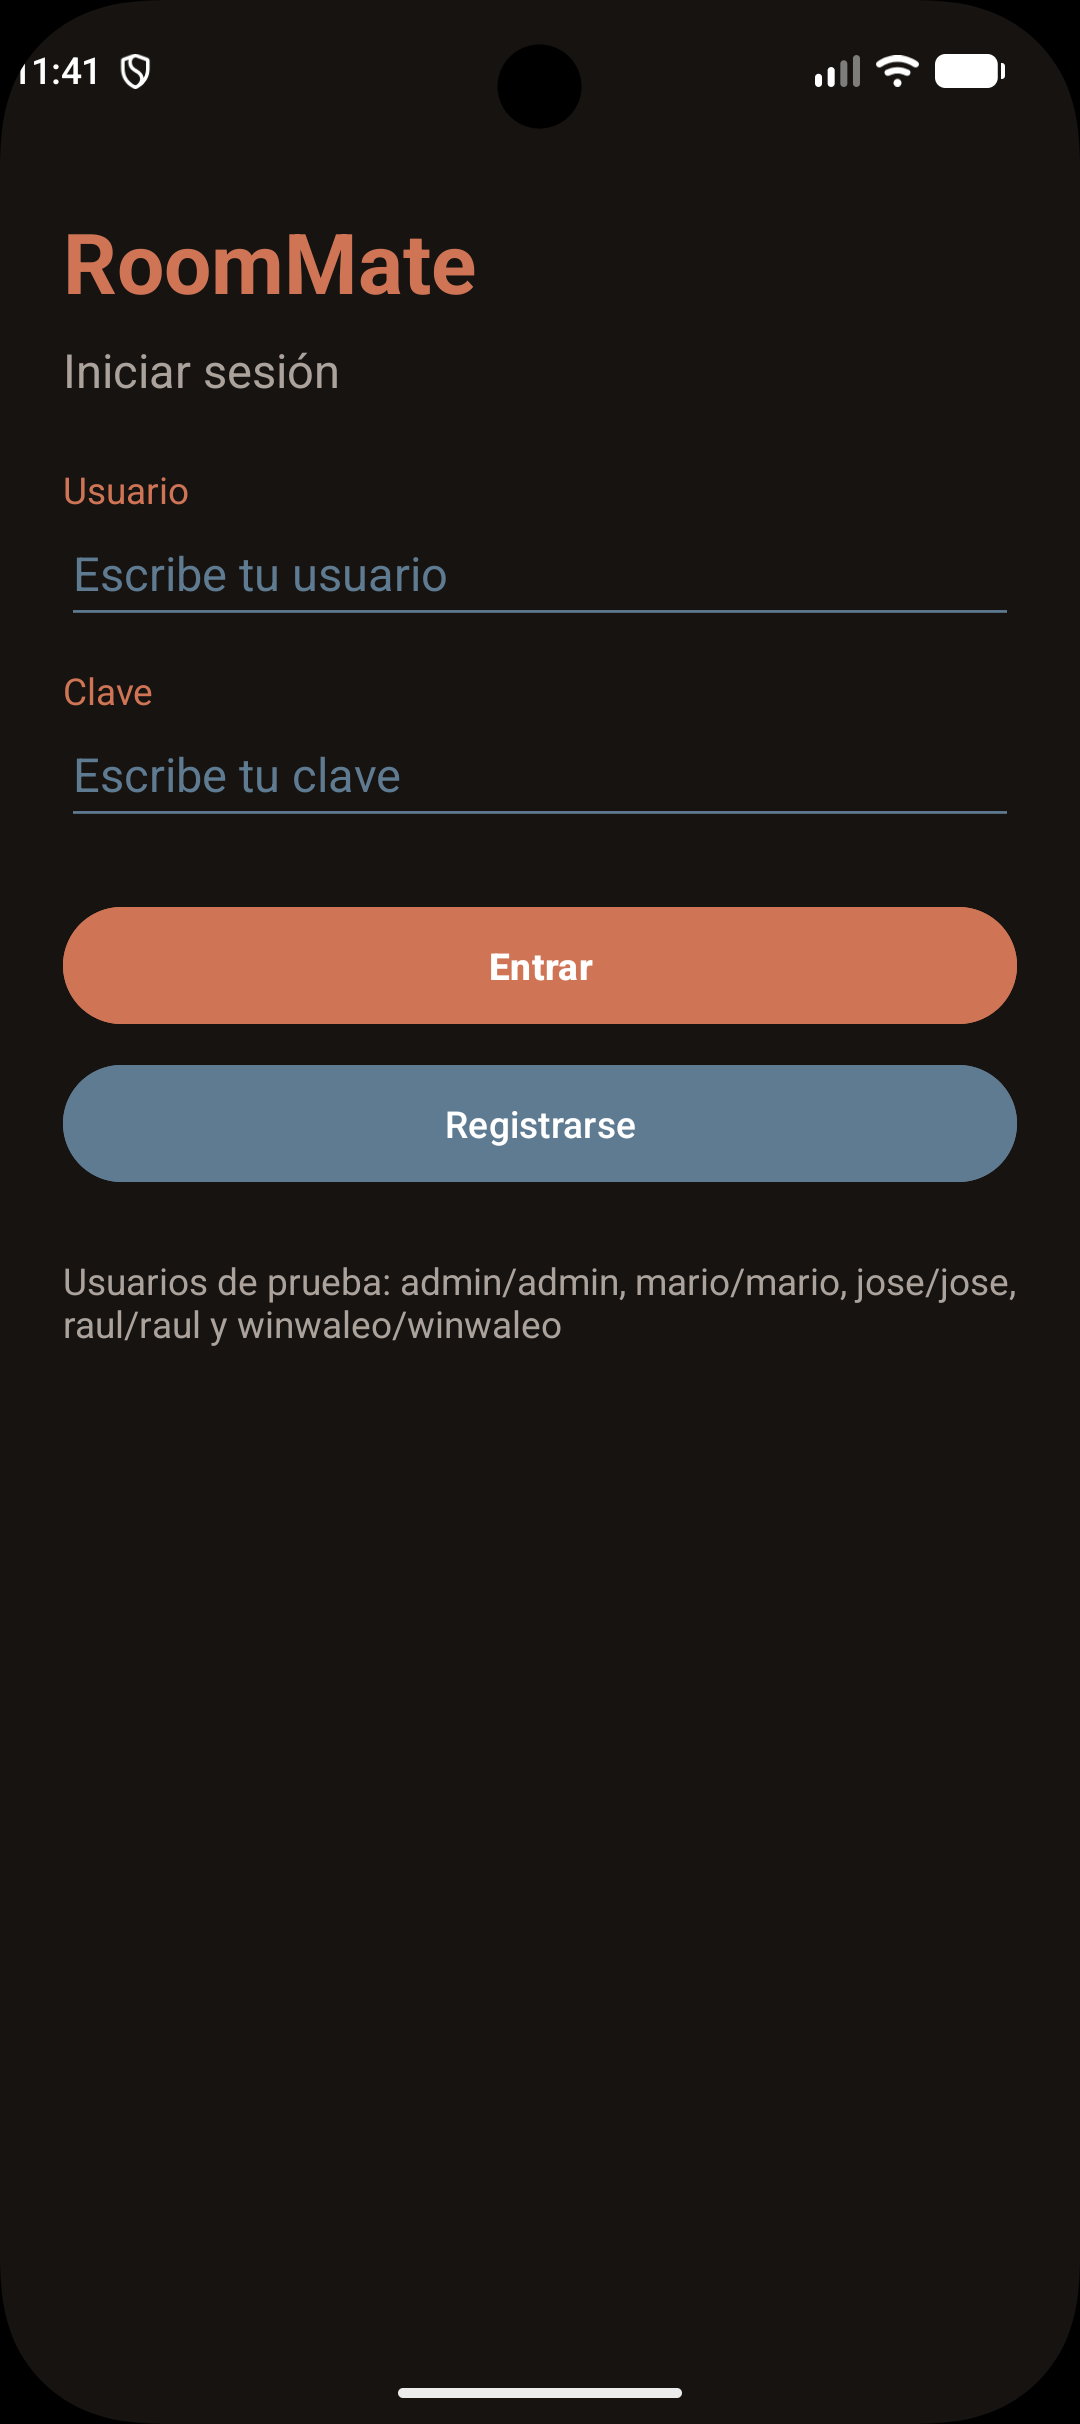 11:41
RoomMate
Iniciar sesión
Usuario
Escribe tu usuario
Clave
Escribe tu clave
Entrar
Registrarse
Usuarios de prueba: admin/admin, mario/mario, jose/jose,
raul/raul y winwaleo/winwaleo